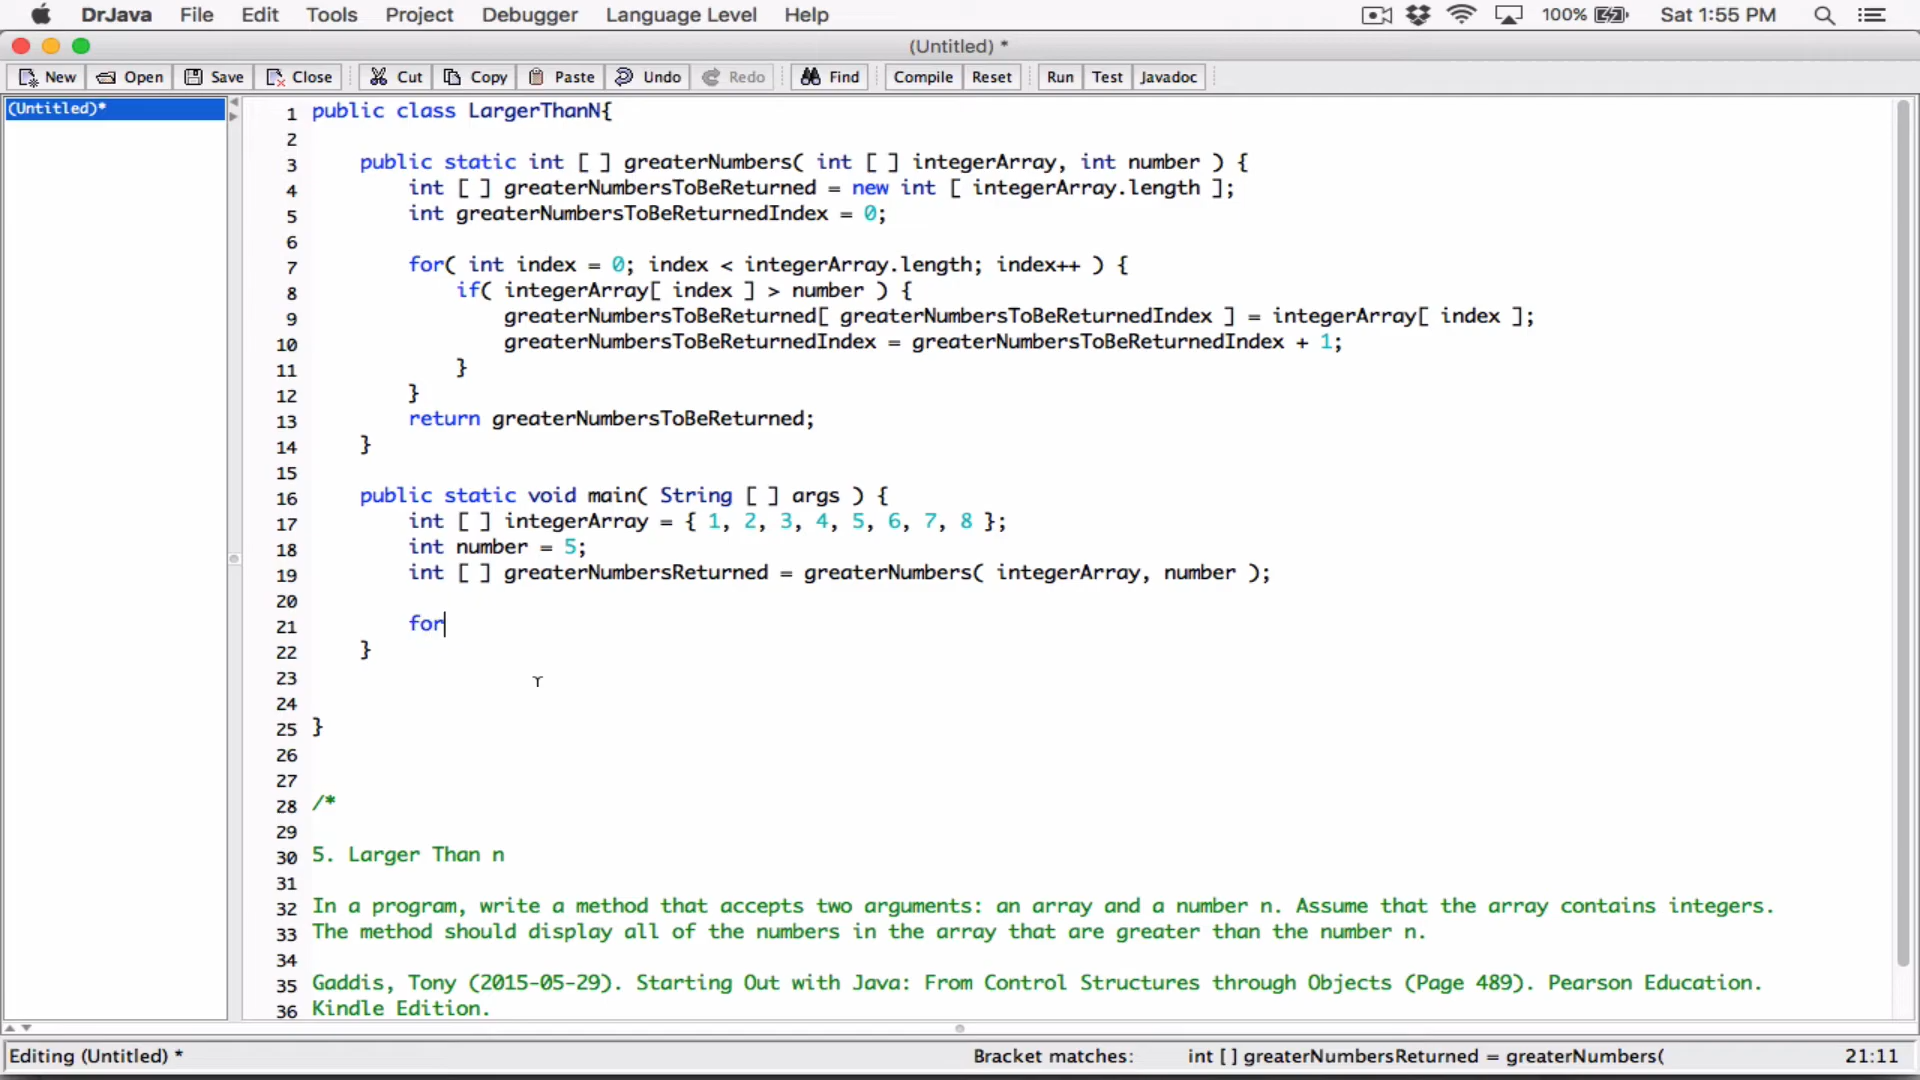 DrJava File Edit Tools Project Debugger Language Level Help 100% Sat 1:55 PM
(Untitled) *
New Open Save Close Cut Copy Paste Undo Redo Find Compile Reset Run Test Javadoc
(Untitled)*
1 public class LargerThanN{
2
3 public static int [ ] greaterNumbers( int [ ] integerArray, int number ) {
4 int [ ] greaterNumbersToBeReturned = new int [ integerArray.length ];
5 int greaterNumbersToBeReturnedIndex = 0;
6
7 for( int index = 0; index < integerArray.length; index++ ) {
8 if( integerArray[ index ] > number ) {
9 greaterNumbersToBeReturned[ greaterNumbersToBeReturnedIndex ] = integerArray[ index ];
10 greaterNumbersToBeReturnedIndex = greaterNumbersToBeReturnedIndex + 1;
11 }
12 }
13 return greaterNumbersToBeReturned;
14 }
15
16 public static void main( String [ ] args ) {
17 int [ ] integerArray = { 1, 2, 3, 4, 5, 6, 7, 8 };
18 int number = 5;
19 int [ ] greaterNumbersReturned = greaterNumbers( integerArray, number );
20
21 for
22 }
23
24
25 }
26
27
28 /*
29
30 5. Larger Than n
31
32 In a program, write a method that accepts two arguments: an array and a number n. Assume that the array contains integers.
33 The method should display all of the numbers in the array that are greater than the number n.
34
35 Gaddis, Tony (2015-05-29). Starting Out with Java: From Control Structures through Objects (Page 489). Pearson Education.
36 Kindle Edition.
Editing (Untitled) * Bracket matches: int [ ] greaterNumbersReturned = greaterNumbers( 21:11